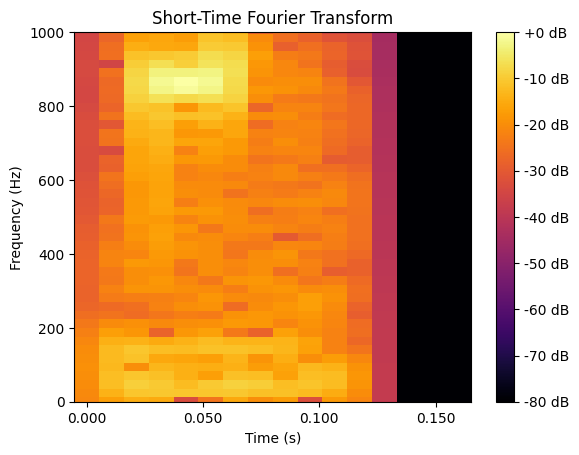 Short-Time Fourier Transform
Frequency (Hz)
1000
800
600
400
200
0
0.000
0.050
0.100
0.150
Time (s)
+0 dB
-10 dB
-20 dB
-30 dB
-40 dB
-50 dB
-60 dB
-70 dB
-80 dB